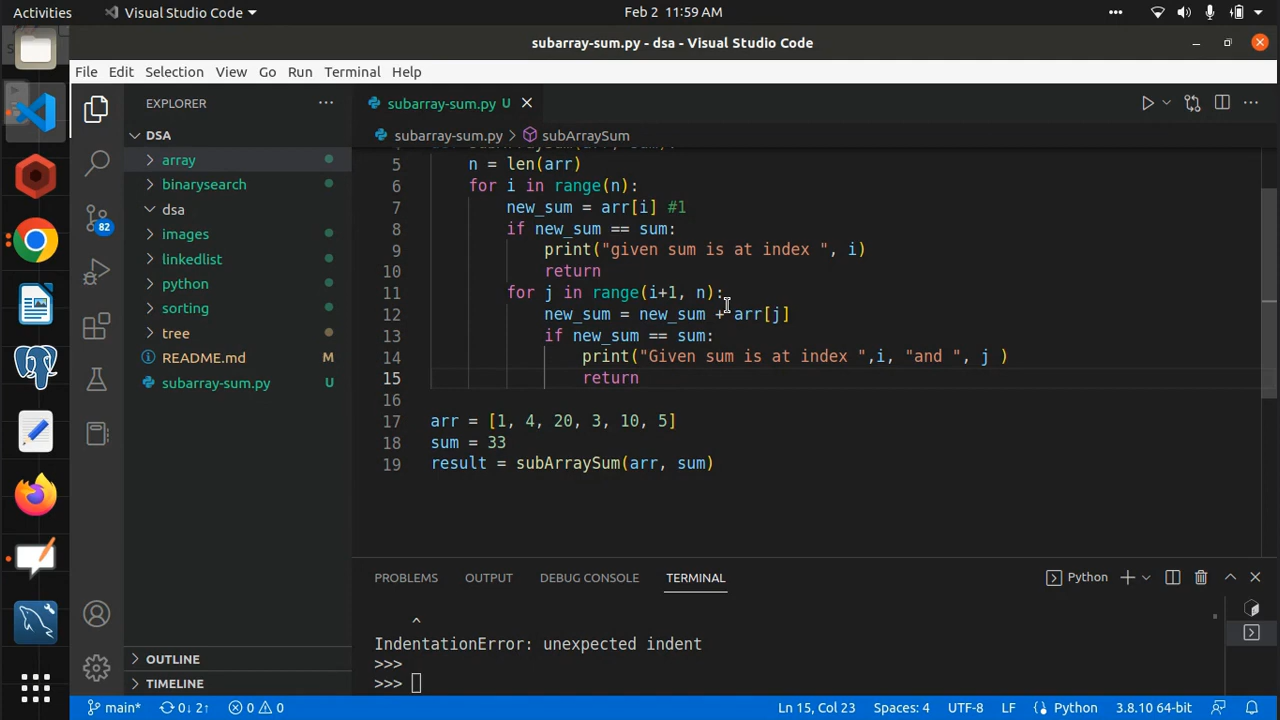 Activities Visual Studio Code Feb 2 11:59 AM
subarray-sum.py - dsa - Visual Studio Code
File Edit Selection View Go Run Terminal Help
EXPLORER
DSA
array
binarysearch
dsa
images
linkedlist
python
sorting
tree
README.md
subarray-sum.py U
OUTLINE
TIMELINE
82
subarray-sum.py U
subarray-sum.py > subArraySum
5 n = len(arr)
6 for i in range(n):
7 new_sum = arr[i] #1
8 if new_sum == sum:
9 print("given sum is at index ", i)
10 return
11 for j in range(i+1, n):
12 new_sum = new_sum + arr[j]
13 if new_sum == sum:
14 print("Given sum is at index ",i, "and ", j )
15 return
16
17 arr = [1, 4, 20, 3, 10, 5]
18 sum = 33
19 result = subArraySum(arr, sum)
PROBLEMS OUTPUT DEBUG CONSOLE TERMINAL Python
^
IndentationError: unexpected indent
>>>
>>>
main* 0↓ 2↑ 0 0 Ln 15, Col 23 Spaces: 4 UTF-8 LF Python 3.8.10 64-bit